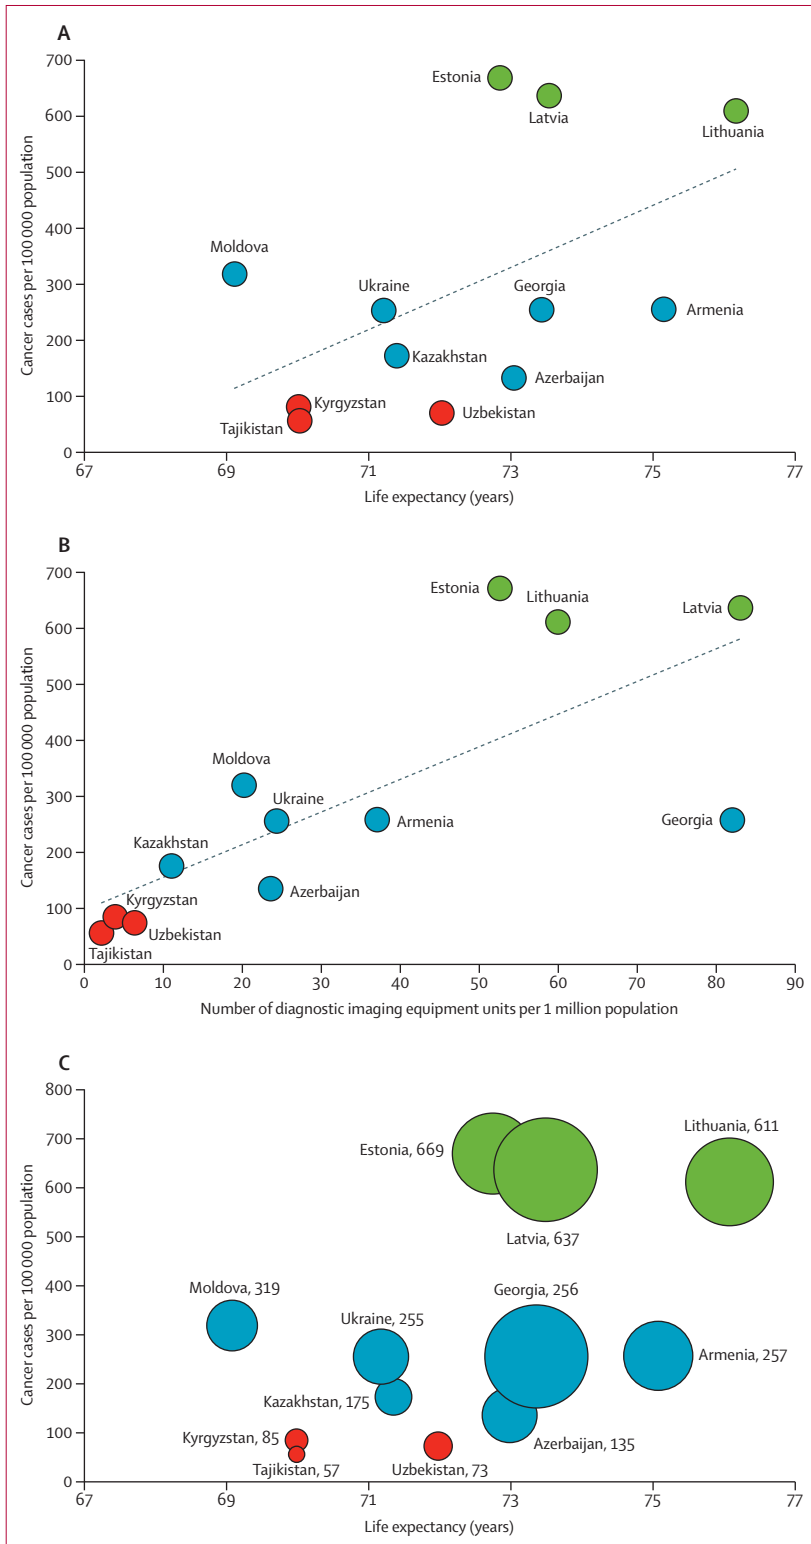 A
700
600
500
400
300
200
100
0
Cancer cases per 100 000 population
Estonia
Latvia
Lithuania
Moldova
Ukraine
Georgia
Armenia
Kazakhstan
Azerbaijan
Kyrgyzstan
Tajikistan
Uzbekistan
67 69 71 73 75 77
Life expectancy (years)
B
700
600
500
400
300
200
100
0
Cancer cases per 100 000 population
Estonia
Lithuania
Latvia
Moldova
Ukraine
Armenia
Georgia
Kazakhstan
Azerbaijan
Kyrgyzstan
Uzbekistan
Tajikistan
0 10 20 30 40 50 60 70 80 90
Number of diagnostic imaging equipment units per 1 million population
C
800
700
600
500
400
300
200
100
0
Cancer cases per 100 000 population
Lithuania, 611
Estonia, 669
Latvia, 637
Moldova, 319
Georgia, 256
Ukraine, 255
Armenia, 257
Kazakhstan, 175
Kyrgyzstan, 85
Azerbaijan, 135
Tajikistan, 57
Uzbekistan, 73
67 69 71 73 75 77
Life expectancy (years)